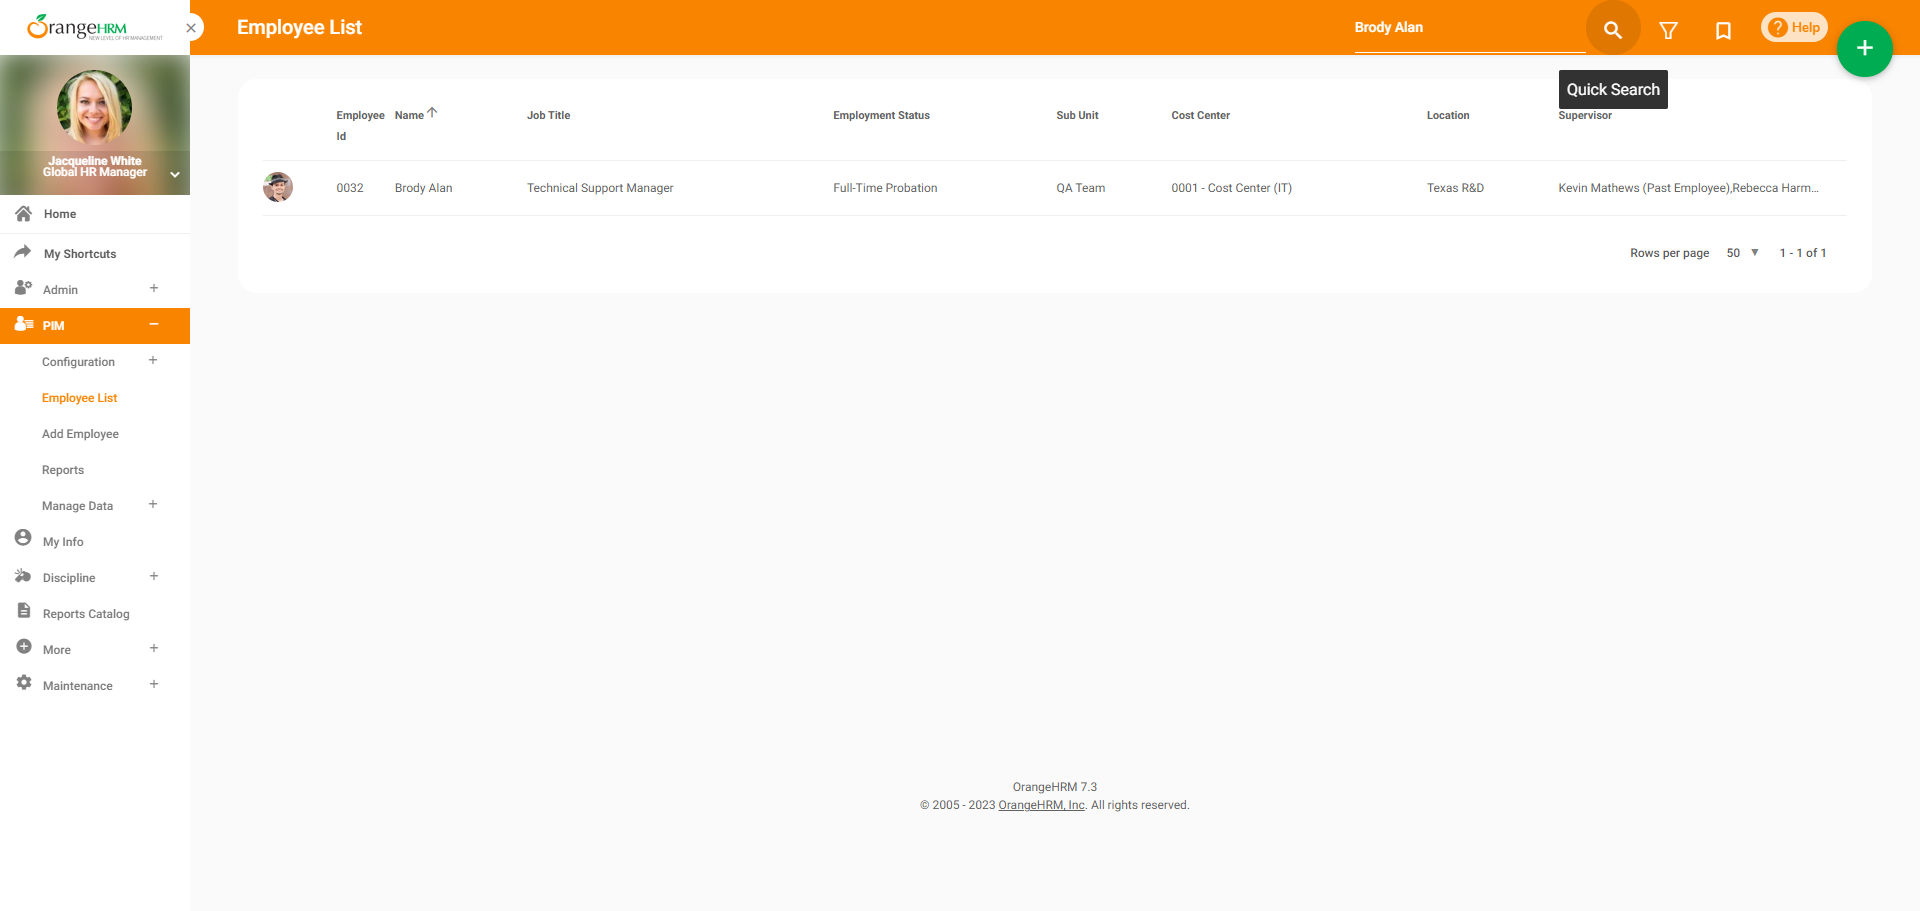 OrangeHRM
NEW LEVEL OF HR MANAGEMENT
Employee List
Brody Alan
? Help
Quick Search
Jacqueline White
Global HR Manager
Home
My Shortcuts
Admin
PIM
Configuration
Employee List
Add Employee
Reports
Manage Data
My Info
Discipline
Reports Catalog
More
Maintenance
Employee Id Name Job Title Employment Status Sub Unit Cost Center Location Supervisor
0032 Brody Alan Technical Support Manager Full-Time Probation QA Team 0001 - Cost Center (IT) Texas R&D Kevin Mathews (Past Employee),Rebecca Harm...
Rows per page 50 1 - 1 of 1
OrangeHRM 7.3
© 2005 - 2023 OrangeHRM, Inc. All rights reserved.